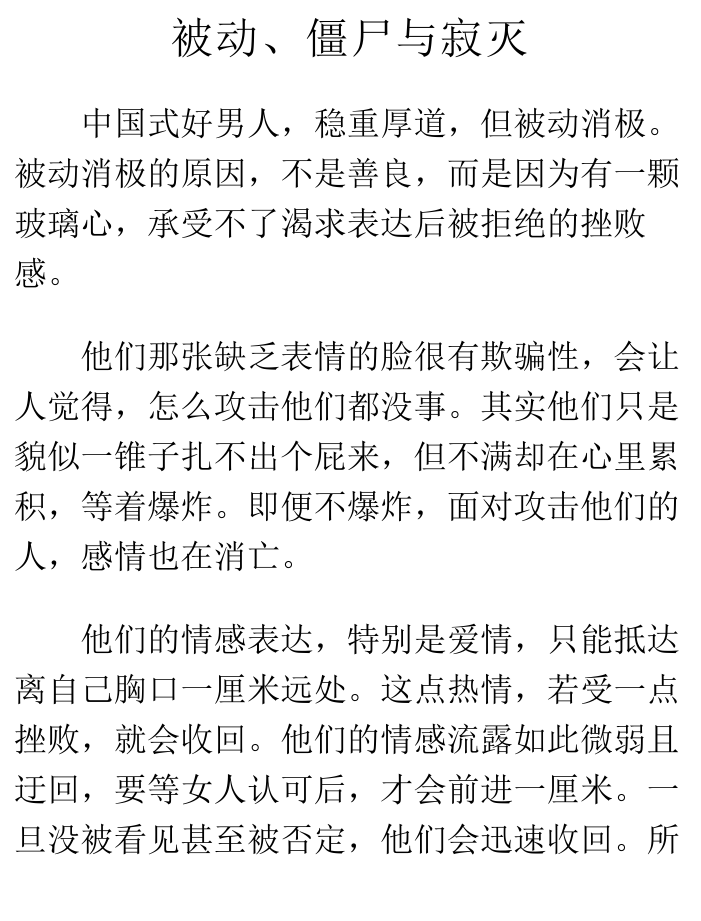 被动、僵尸与寂灭
中国式好男人，稳重厚道，但被动消极。
被动消极的原因，不是善良，而是因为有一颗
玻璃心，承受不了渴求表达后被拒绝的挫败
感。
他们那张缺乏表情的脸很有欺骗性，会让
人觉得，怎么攻击他们都没事。其实他们只是
貌似一锥子扎不出个屁来，但不满却在心里累
积，等着爆炸。即便不爆炸，面对攻击他们的
人，感情也在消亡。
他们的情感表达，特别是爱情，只能抵达
离自己胸口一厘米远处。这点热情，若受一点
挫败，就会收回。他们的情感流露如此微弱且
迂回，要等女人认可后，才会前进一厘米。一
旦没被看见甚至被否定，他们会迅速收回。所